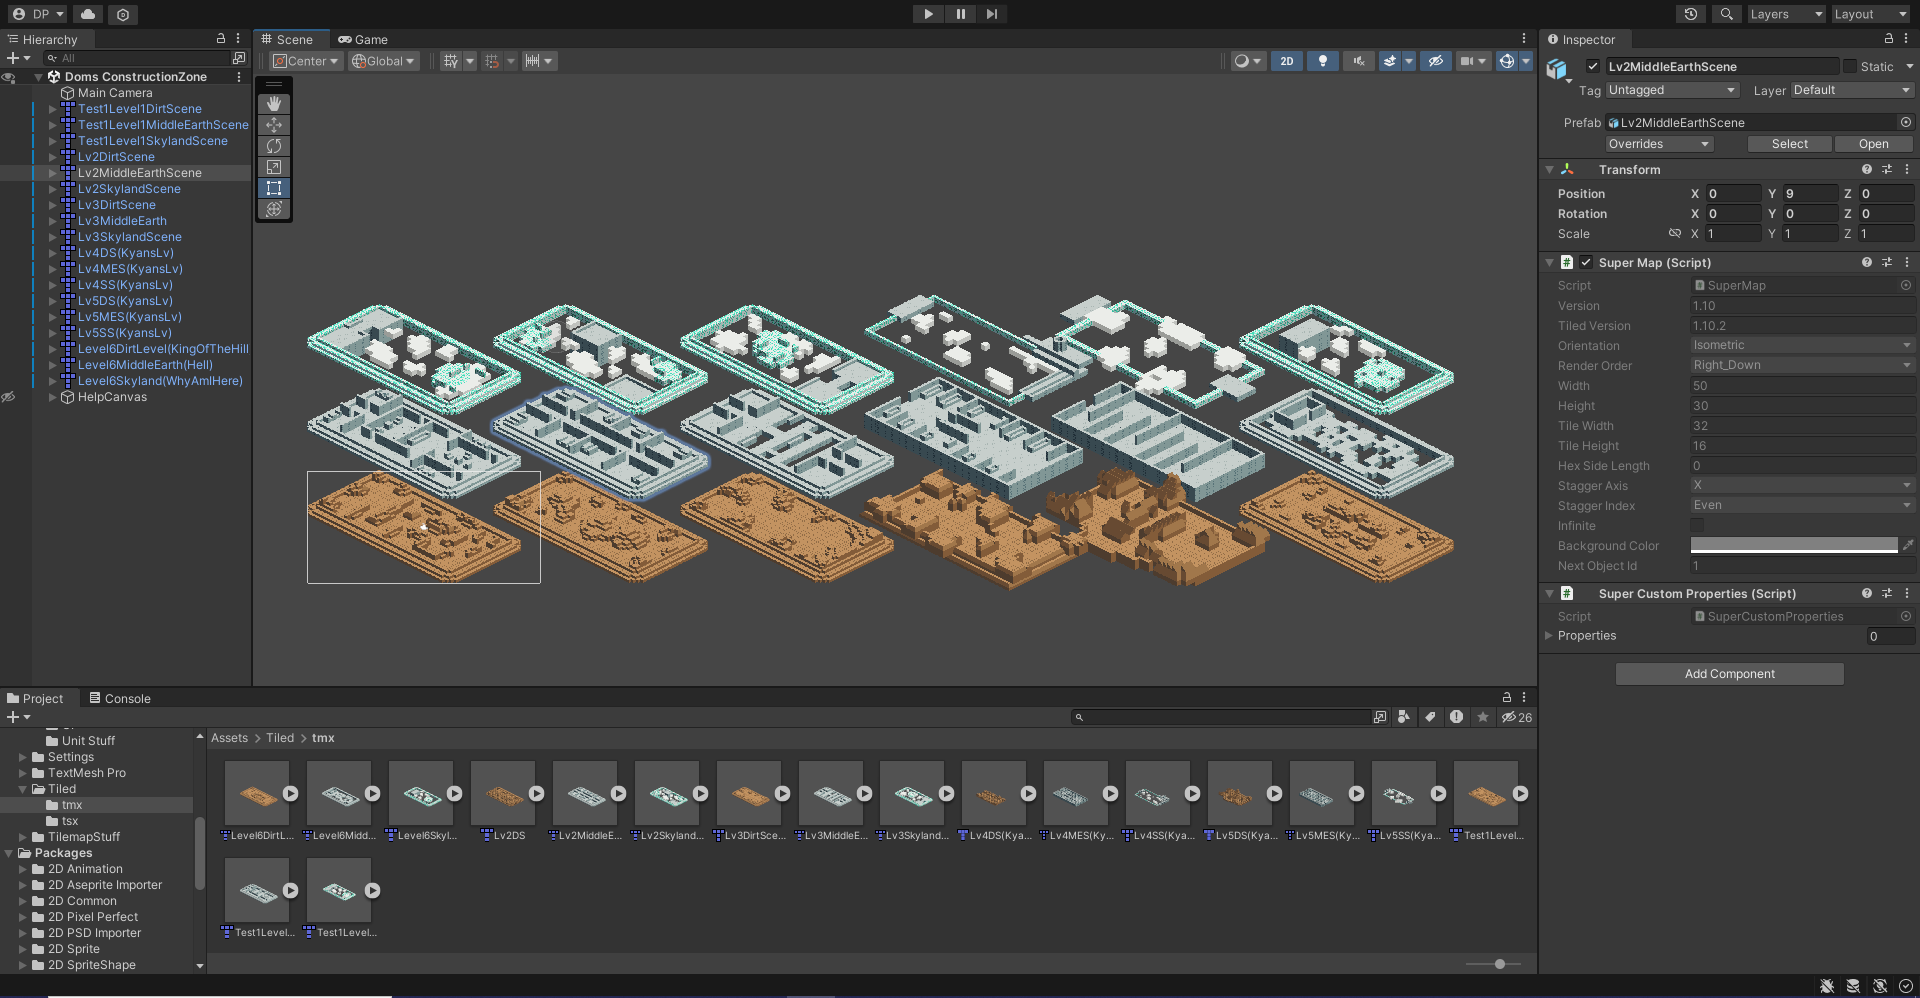 DP
Layers
Layout
Hierarchy
All
Doms ConstructionZone
Main Camera
Test1Level1DirtScene
Test1Level1MiddleEarthScene
Test1Level1SkylandScene
Lv2DirtScene
Lv2MiddleEarthScene
Lv2SkylandScene
Lv3DirtScene
Lv3MiddleEarth
Lv3SkylandScene
Lv4DS(KyansLv)
Lv4MES(KyansLv)
Lv4SS(KyansLv)
Lv5DS(KyansLv)
Lv5MES(KyansLv)
Lv5SS(KyansLv)
Level6DirtLevel(KingOfTheHill
Level6MiddleEarth(Hell)
Level6Skyland(WhyAmIHere)
HelpCanvas
Scene
Game
Center
Global
2D
Inspector
Lv2MiddleEarthScene
Static
Tag Untagged Layer Default
Prefab Lv2MiddleEarthScene
Overrides Select Open
Transform
Position X 0 Y 9 Z 0
Rotation X 0 Y 0 Z 0
Scale X 1 Y 1 Z 1
Super Map (Script)
Script SuperMap
Version 1.10
Tiled Version 1.10.2
Orientation Isometric
Render Order Right_Down
Width 50
Height 30
Tile Width 32
Tile Height 16
Hex Side Length 0
Stagger Axis X
Stagger Index Even
Infinite
Background Color
Next Object Id 1
Super Custom Properties (Script)
Script SuperCustomProperties
Properties 0
Add Component
Project
Console
26
Unit Stuff
Settings
TextMesh Pro
Tiled
tmx
tsx
TilemapStuff
Packages
2D Animation
2D Aseprite Importer
2D Common
2D Pixel Perfect
2D PSD Importer
2D Sprite
2D SpriteShape
Assets > Tiled > tmx
Level6DirtL... Level6Midd... Level6Skyl... Lv2DS Lv2MiddleE... Lv2Skyland... Lv3DirtSce... Lv3MiddleE... Lv3Skyland... Lv4DS(Kya... Lv4MES(Ky... Lv4SS(Kya... Lv5DS(Kya... Lv5MES(Ky... Lv5SS(Kya... Test1Level...
Test1Level... Test1Level...